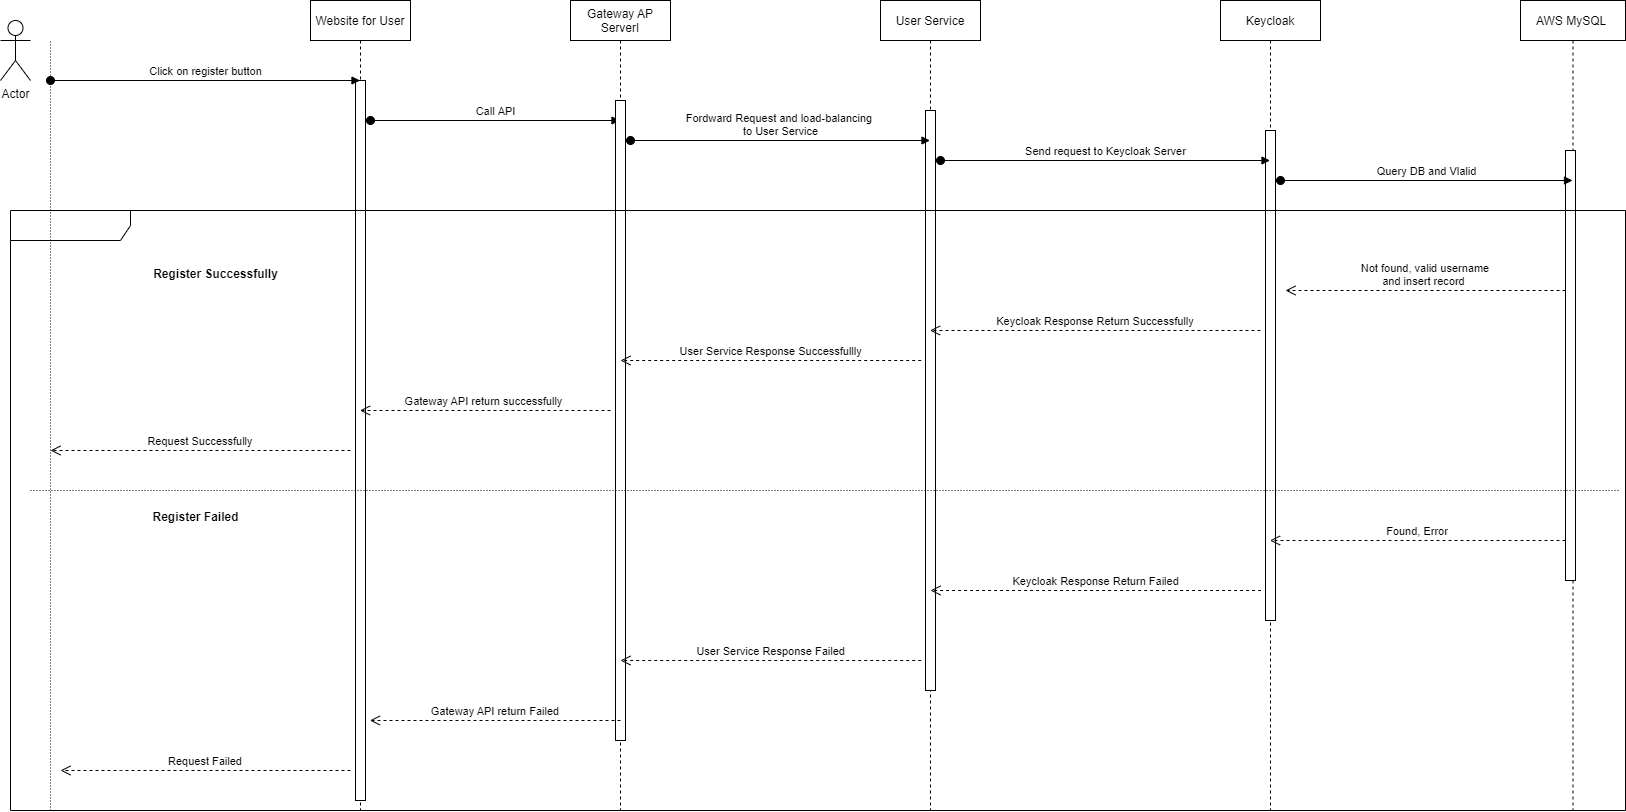 Website for User
Gateway AP
Serverl
User Service
Keycloak
AWS MySQL
Actor
Click on register button
Call API
Fordward Request and load-balancing
to User Service
Send request to Keycloak Server
Query DB and Vlalid
Register Successfully
Not found, valid username
and insert record
Keycloak Response Return Successfully
User Service Response Successfullly
Gateway API return successfully
Request Successfully
Register Failed
Found, Error
Keycloak Response Return Failed
User Service Response Failed
Gateway API return Failed
Request Failed